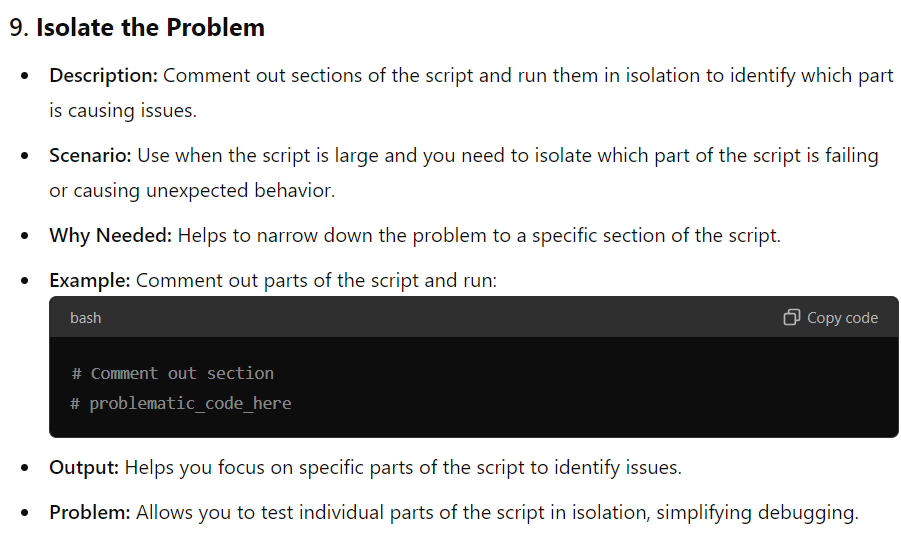 9. Isolate the Problem
Description: Comment out sections of the script and run them in isolation to identify which part
is causing issues.
Scenario: Use when the script is large and you need to isolate which part of the script is failing
or causing unexpected behavior.
Why Needed: Helps to narrow down the problem to a specific section of the script.
Example: Comment out parts of the script and run:
bash Copy code
# Comment out section
# problematic_code_here
Output: Helps you focus on specific parts of the script to identify issues.
Problem: Allows you to test individual parts of the script in isolation, simplifying debugging.